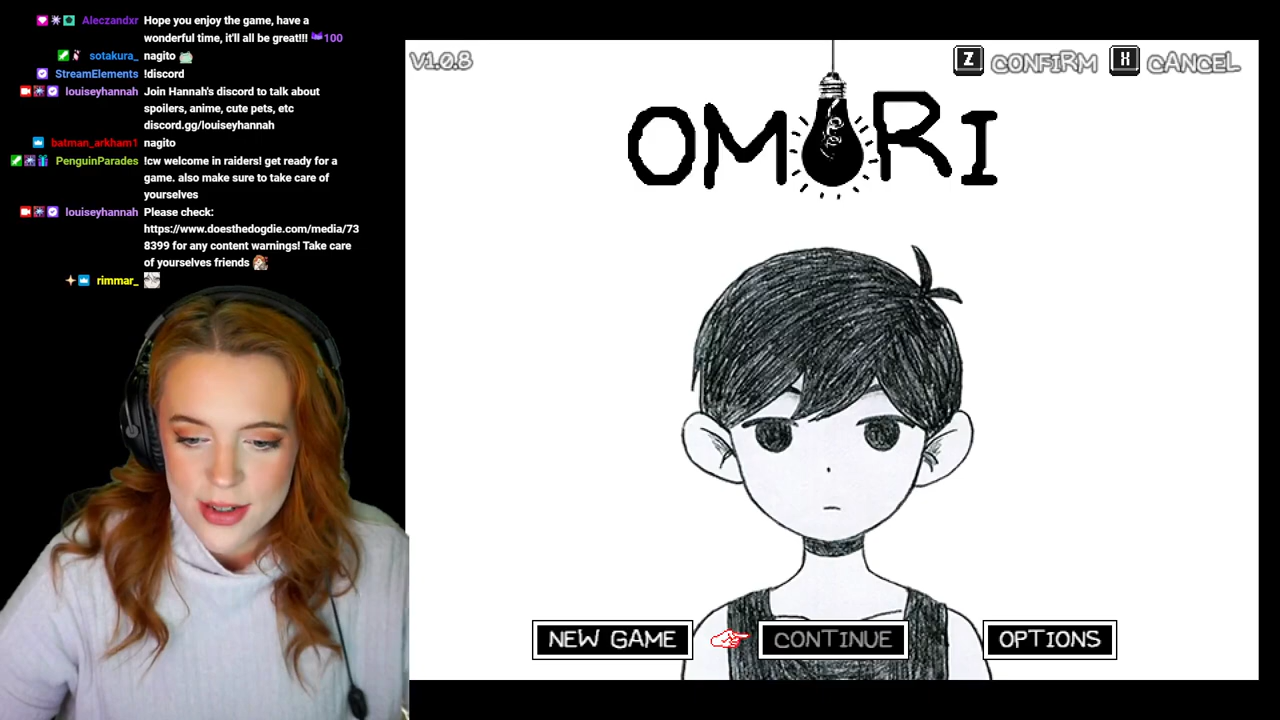 Aleczandxr Hope you enjoy the game, have a
wonderful time, it'll all be great!!! 100
sotakura_ nagito
StreamElements !discord
louiseyhannah Join Hannah's discord to talk about
spoilers, anime, cute pets, etc
discord.gg/louiseyhannah
batman_arkham1 nagito
PenguinParades !cw welcome in raiders! get ready for a
game. also make sure to take care of
yourselves
louiseyhannah Please check:
https://www.doesthedogdie.com/media/73
8399 for any content warnings! Take care
of yourselves friends
rimmar_
V1.0.8
Z CONFIRM X CANCEL
OMORI
NEW GAME CONTINUE OPTIONS